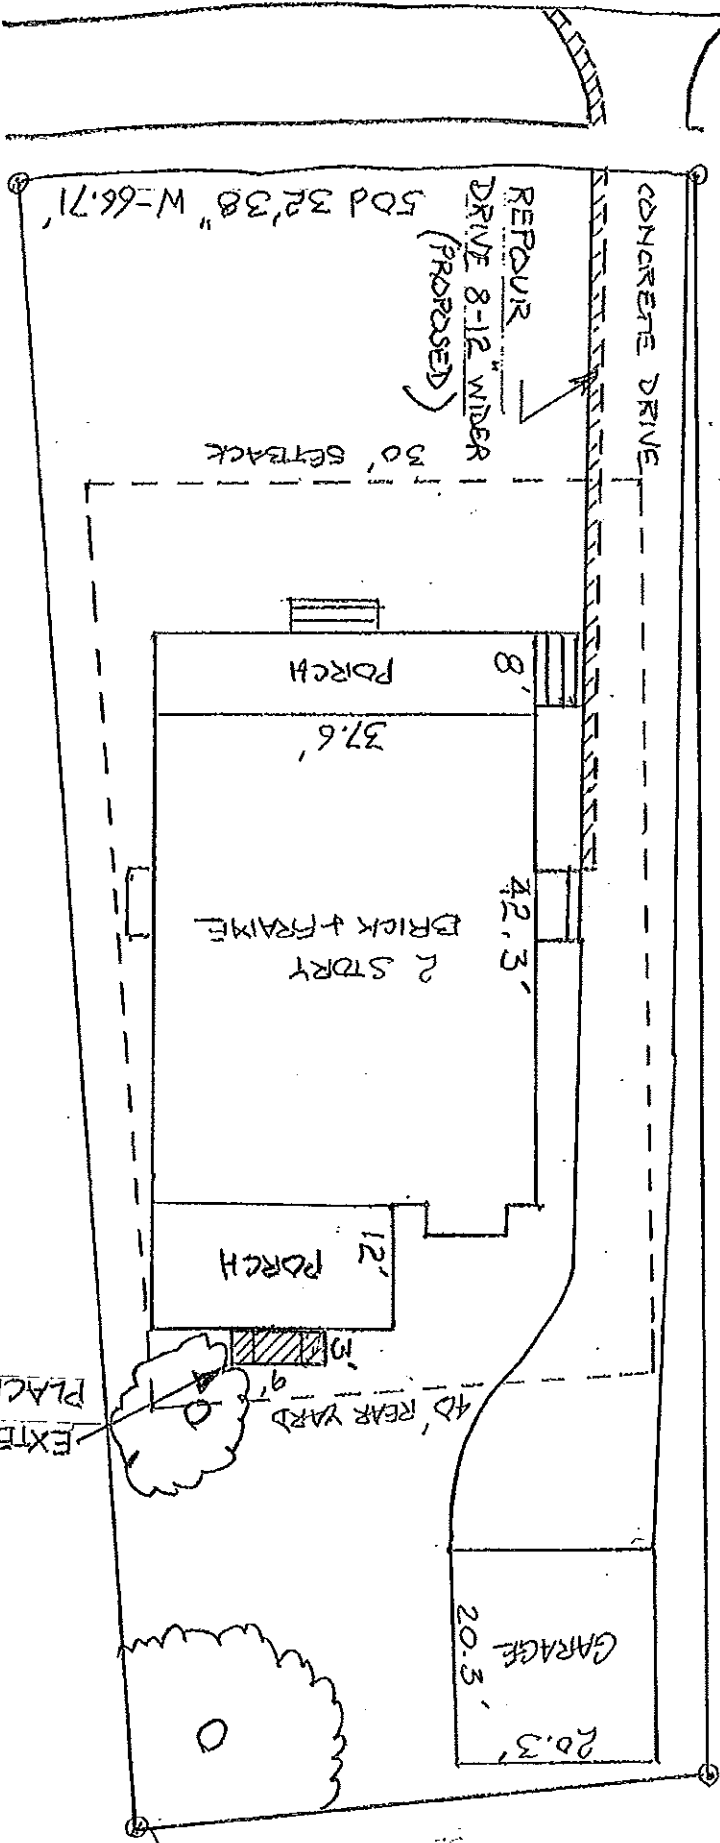 S0d 32' 38" W-66.71'
CONCRETE DRIVE
REPOUR
DRIVE 8-12" WIDER
(PROPOSED)
30' SETBACK
PORCH
8'
37.6'
42.3'
2 STORY
BRICK + FRAME
PORCH
12'
3'
9'
40' REAR YARD
GARAGE
20.3'
20.3'